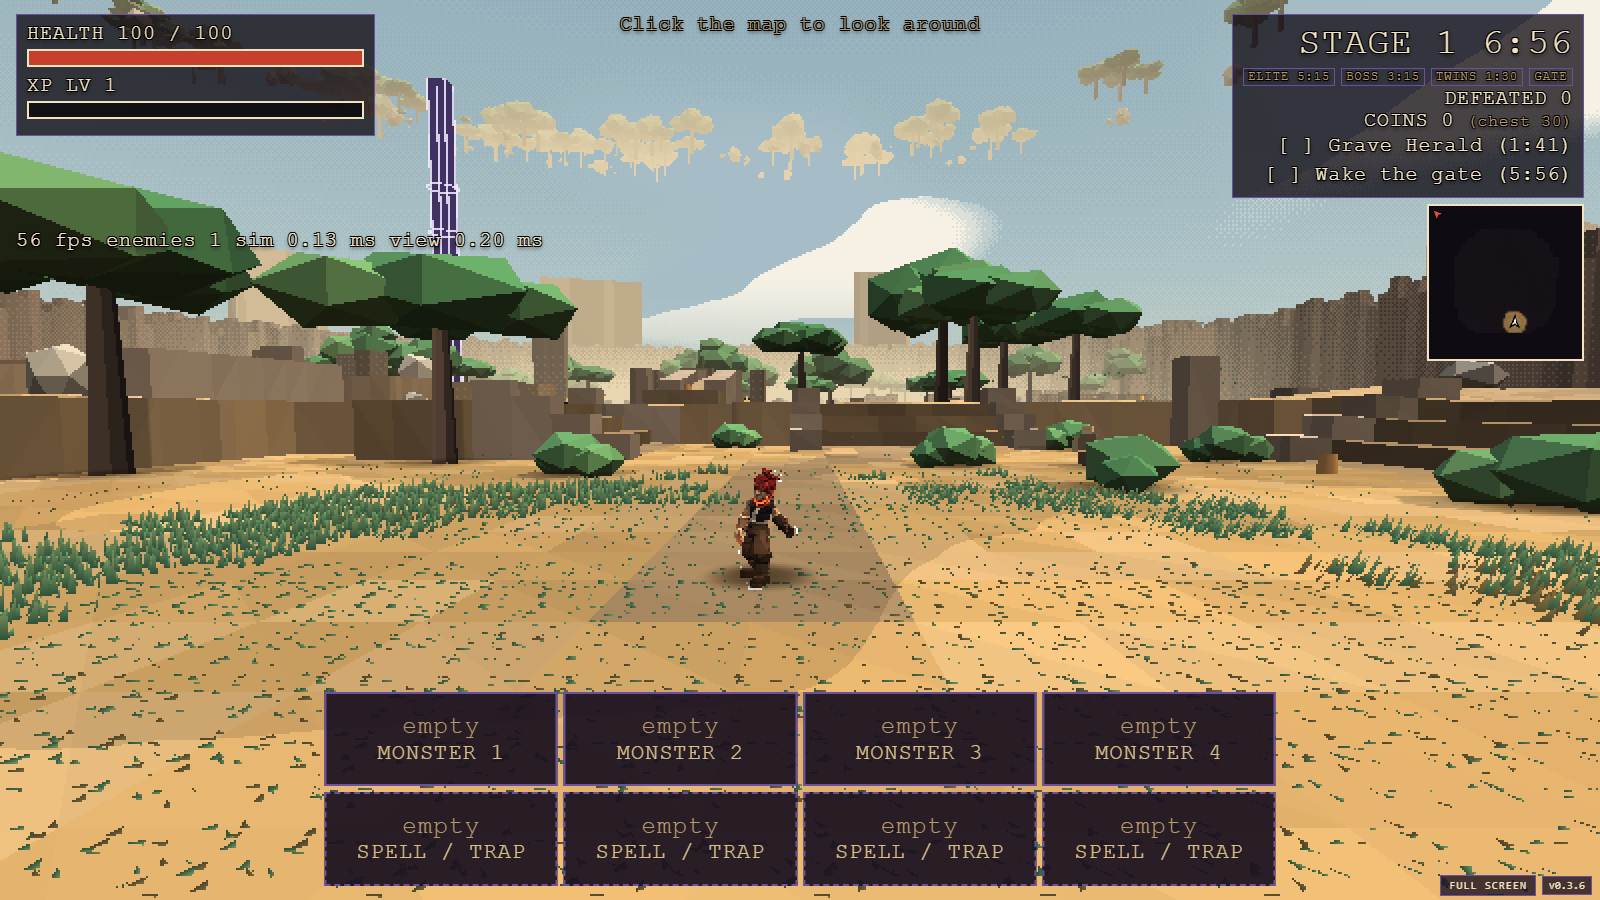 HEALTH 100 / 100
XP LV 1
Click the map to look around
STAGE 1 6:56
ELITE 5:15 BOSS 3:15 TWINS 1:30 GATE
DEFEATED 0
COINS 0 (chest 30)
[ ] Grave Herald (1:41)
[ ] Wake the gate (5:56)
56 fps enemies 1 sim 0.13 ms view 0.20 ms
empty empty empty empty
MONSTER 1 MONSTER 2 MONSTER 3 MONSTER 4
empty empty empty empty
SPELL / TRAP SPELL / TRAP SPELL / TRAP SPELL / TRAP
FULL SCREEN v0.3.6